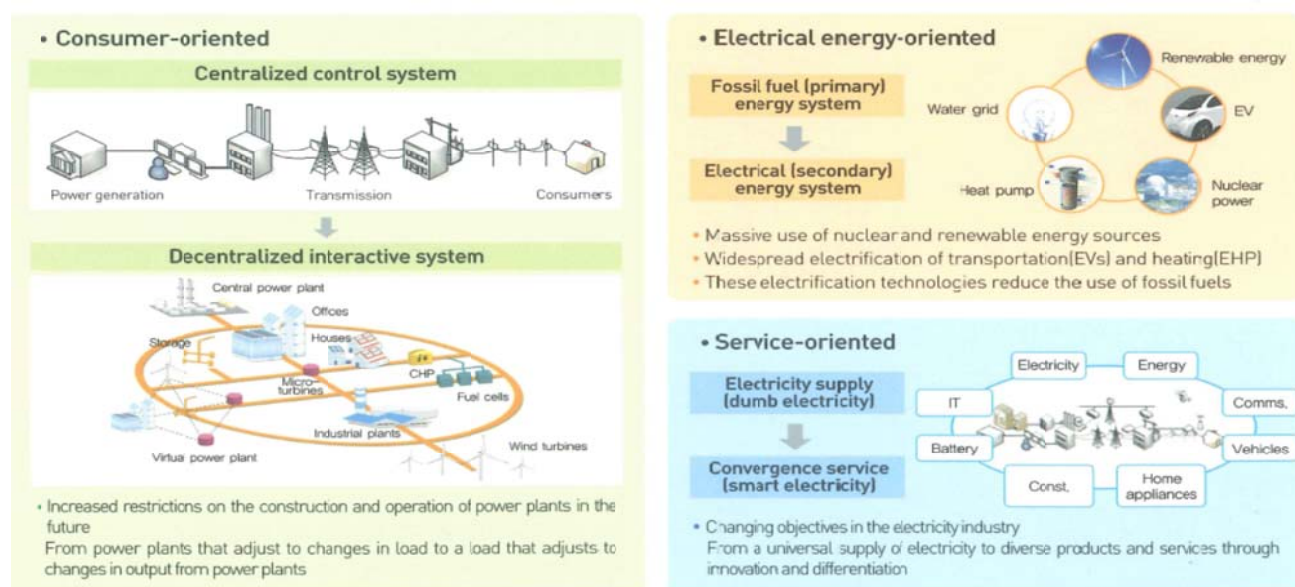 • Consumer-oriented
Centralized control system
Power generation
Transmission
Consumers
Decentralized interactive system
Central power plant
Offces
Houses
Storage
Micro-
turbines
CHP
Fuel cells
Industrial plants
Wind turbines
Virtual power plant
• Increased restrictions on the construction and operation of power plants in the
future
From power plants that adjust to changes in load to a load that adjusts to
changes in output from power plants
• Electrical energy-oriented
Fossil fuel (primary)
energy system
Electrical (secondary)
energy system
Renewable energy
Water grid
EV
Heat pump
Nuclear
power
• Massive use of nuclear and renewable energy sources
• Widespread electrification of transportation(EVs) and heating(EHP)
• These electrification technologies reduce the use of fossil fuels
• Service-oriented
Electricity supply
(dumb electricity)
Convergence service
(smart electricity)
Electricity
Energy
IT
Comms,
Battery
Vehicles
Const,
Home
appliances
• Changing objectives in the electricity industry
From a universal supply of electricity to diverse products and services through
innovation and differentiation